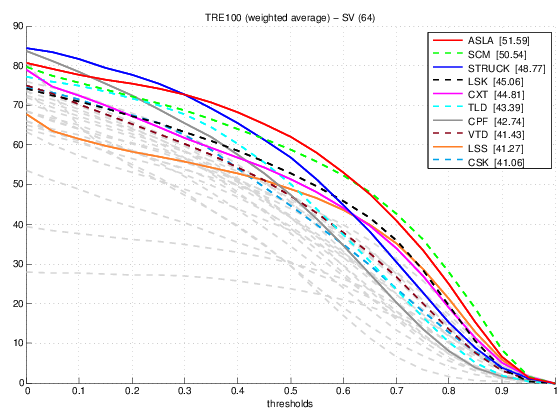 TRE100 (weighted average) – SV (64)
90
80
70
60
50
40
30
20
10
0
0 0.1 0.2 0.3 0.4 0.5 0.6 0.7 0.8 0.9 1
thresholds
ASLA [51.59]
SCM [50.54]
STRUCK [48.77]
LSK [45.06]
CXT [44.81]
TLD [43.39]
CPF [42.74]
VTD [41.43]
LSS [41.27]
CSK [41.06]